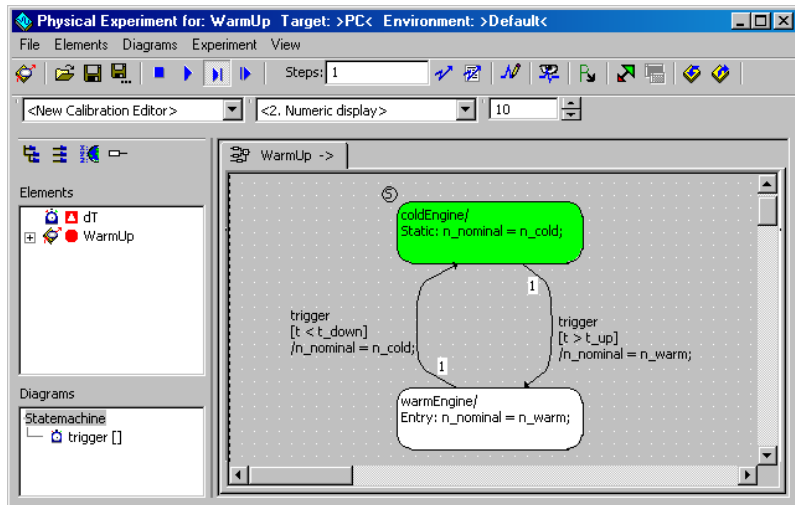 Physical Experiment for: WarmUp Target: >PC< Environment: >Default<
File Elements Diagrams Experiment View
Steps: 1
<New Calibration Editor> <2. Numeric display> 10
WarmUp ->
Elements
dT
WarmUp
S
coldEngine/
Static: n_nominal = n_cold;
1
trigger
[t < t_down]
/n_nominal = n_cold;
trigger
[t > t_up]
/n_nominal = n_warm;
1
warmEngine/
Entry: n_nominal = n_warm;
Diagrams
Statemachine
trigger []